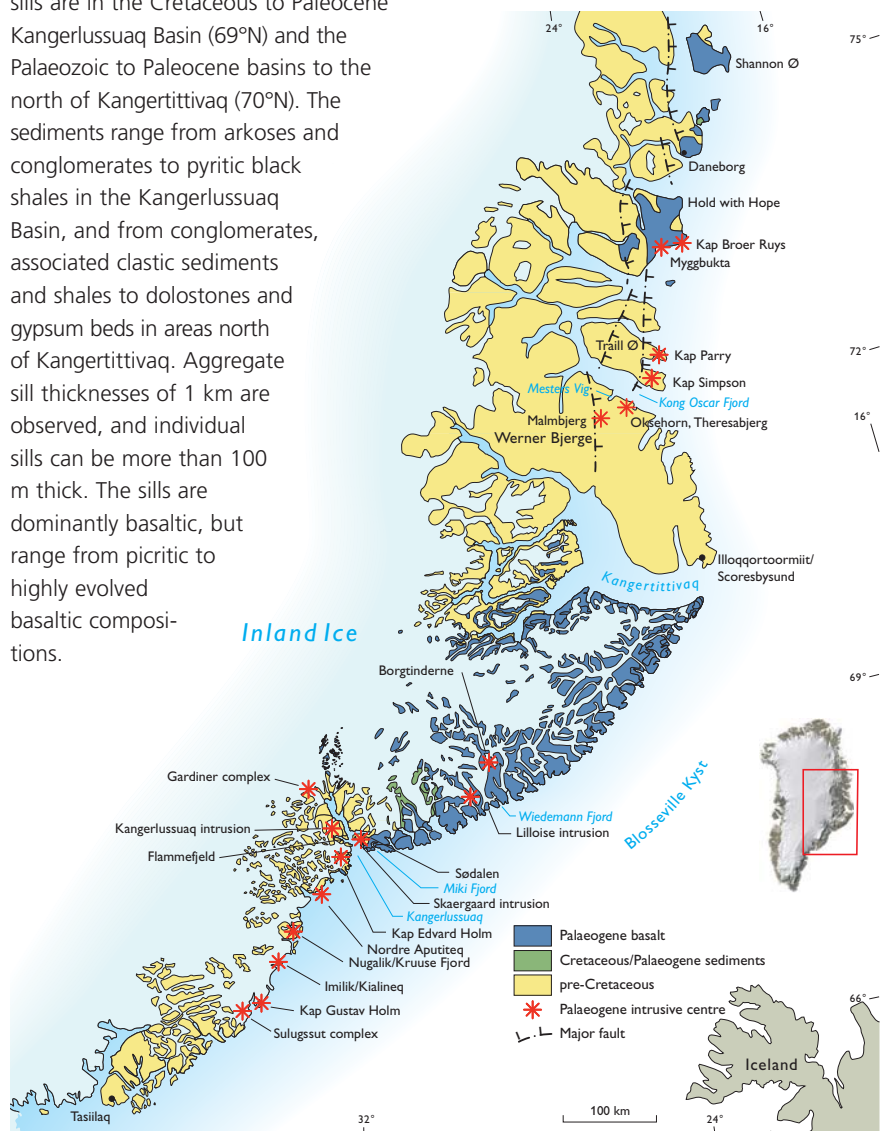 sills are in the Cretaceous to Paleocene
Kangerlussuaq Basin (69ºN) and the
Palaeozoic to Paleocene basins to the
north of Kangertittivaq (70ºN). The
sediments range from arkoses and
conglomerates to pyritic black
shales in the Kangerlussuaq
Basin, and from conglomerates,
associated clastic sediments
and shales to dolostones and
gypsum beds in areas north
of Kangertittivaq. Aggregate
sill thicknesses of 1 km are
observed, and individual
sills can be more than 100
m thick. The sills are
dominantly basaltic, but
range from picritic to
highly evolved
basaltic composi-
tions.
24°
16°
75°
Shannon Ø
Daneborg
Hold with Hope
Kap Broer Ruys
Myggbukta
Traill Ø
Kap Parry
72°
Kap Simpson
Mesters Vig
Kong Oscar Fjord
Malmbjerg
Oksehorn, Theresabjerg
16°
Werner Bjerge
Illoqqortoormiit/
Scoresbysund
Kangertittivaq
Inland Ice
Borgtinderne
69°
Gardiner complex
Wiedemann Fjord
Blosseville Kyst
Kangerlussuaq intrusion
Lilloise intrusion
Flammefjeld
Sødalen
Miki Fjord
Skaergaard intrusion
Kangerlussuaq
Kap Edvard Holm
Nordre Aputiteq
Nugalik/Kruuse Fjord
Imilik/Kialineq
Kap Gustav Holm
Sulugssut complex
Tasiilaq
Palaeogene basalt
Cretaceous/Palaeogene sediments
pre-Cretaceous
Palaeogene intrusive centre
Major fault
66°
Iceland
100 km
32°
24°